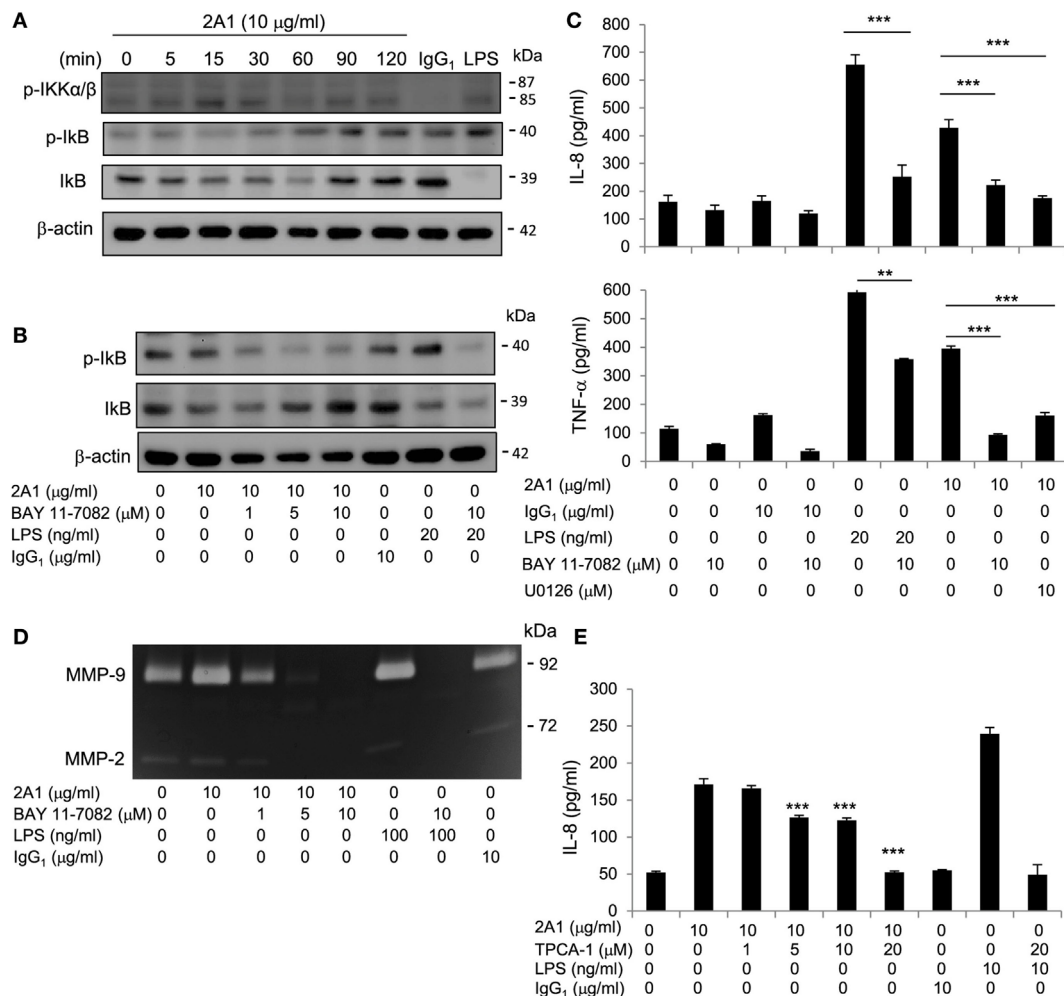 A
2A1 (10 µg/ml)
(min) 0 5 15 30 60 90 120 IgG1 LPS kDa
p-IKKα/β - 87
- 85
p-IkB - 40
IkB - 39
β-actin - 42
B
kDa
p-IkB - 40
IkB - 39
β-actin - 42
2A1 (µg/ml) 0 10 10 10 10 0 0 0
BAY 11-7082 (µM) 0 0 1 5 10 0 0 10
LPS (ng/ml) 0 0 0 0 0 0 20 20
IgG1 (µg/ml) 0 0 0 0 0 10 0 0
C
IL-8 (pg/ml)
800
700
600
500
400
300
200
100
0
***
***
***
TNF-α (pg/ml)
600
500
400
300
200
100
0
**
***
***
2A1 (µg/ml) 0 0 0 0 0 0 10 10 10
IgG1 (µg/ml) 0 0 10 10 0 0 0 0 0
LPS (ng/ml) 0 0 0 0 20 20 0 0 0
BAY 11-7082 (µM) 0 10 0 10 0 10 0 10 0
U0126 (µM) 0 0 0 0 0 0 0 0 10
D
kDa
MMP-9 - 92
- 72
MMP-2
2A1 (µg/ml) 0 10 10 10 10 0 0 0
BAY 11-7082 (µM) 0 0 1 5 10 0 10 0
LPS (ng/ml) 0 0 0 0 0 100 100 0
IgG1 (µg/ml) 0 0 0 0 0 0 0 10
E
IL-8 (pg/ml)
300
250
200
150
100
50
0
*** *** ***
2A1 (µg/ml) 0 10 10 10 10 10 0 0 0
TPCA-1 (µM) 0 0 1 5 10 20 0 0 20
LPS (ng/ml) 0 0 0 0 0 0 0 10 10
IgG1 (µg/ml) 0 0 0 0 0 0 10 0 0